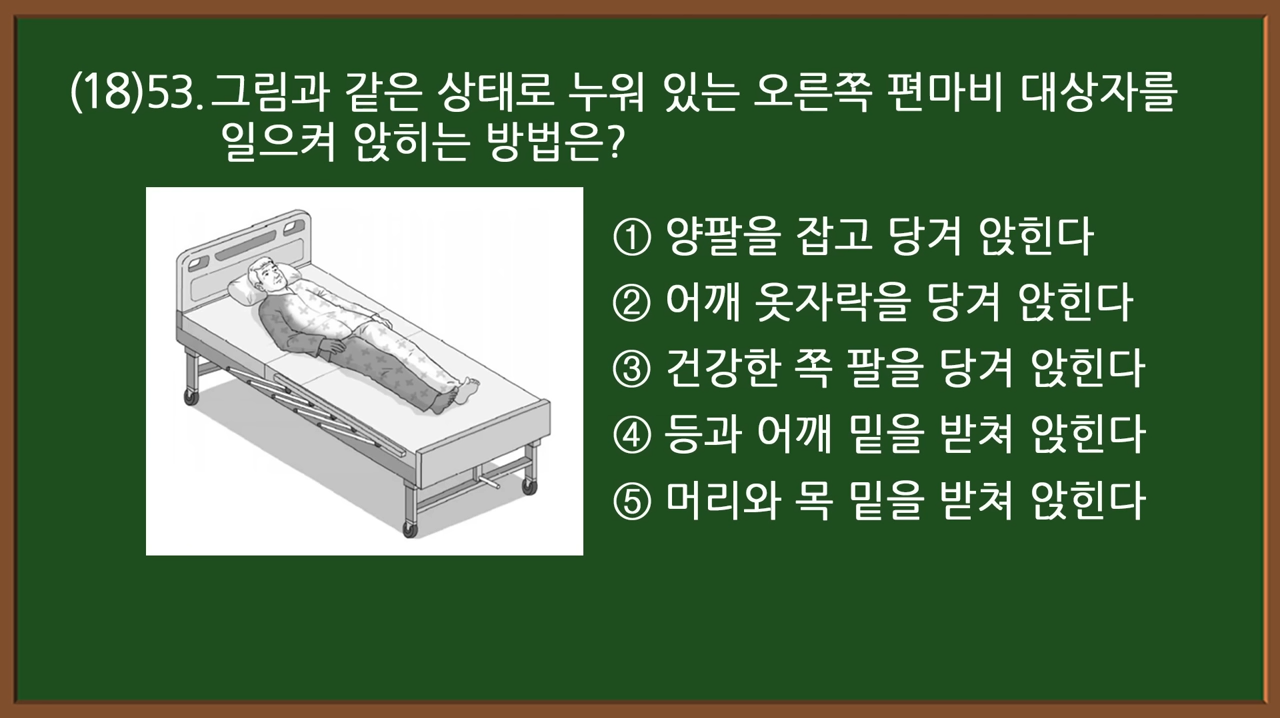 (18)53. 그림과 같은 상태로 누워 있는 오른쪽 편마비 대상자를
일으켜 앉히는 방법은?
① 양팔을 잡고 당겨 앉힌다
② 어깨 옷자락을 당겨 앉힌다
③ 건강한 쪽 팔을 당겨 앉힌다
④ 등과 어깨 밑을 받쳐 앉힌다
⑤ 머리와 목 밑을 받쳐 앉힌다